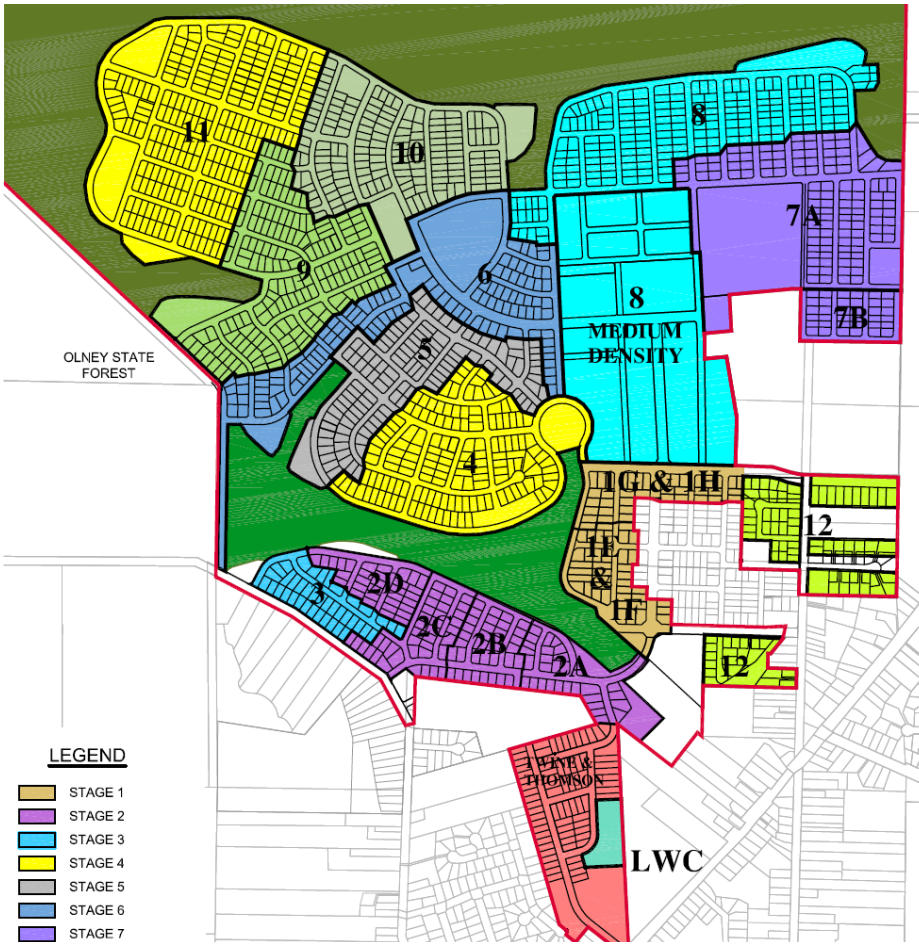 8
11
10
7A
9
6
8
MEDIUM
DENSITY
7B
5
OLNEY STATE
FOREST
4
1G & 1H
12
1E
&
1F
2D
3
2C
2B
2A
12
TWINE &
THOMSON
LWC
LEGEND
STAGE 1
STAGE 2
STAGE 3
STAGE 4
STAGE 5
STAGE 6
STAGE 7